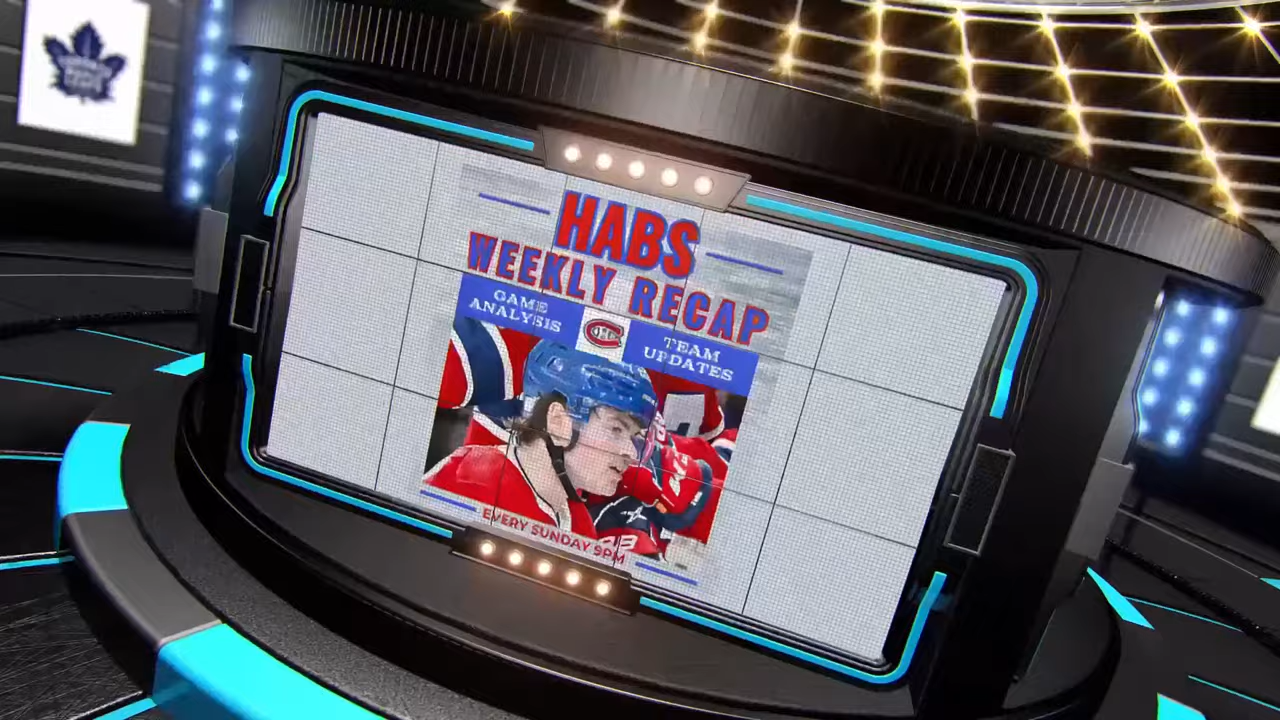 HABS
WEEKLY RECAP
GAME
ANALYSIS
TEAM
UPDATES
EVERY SUNDAY 9PM